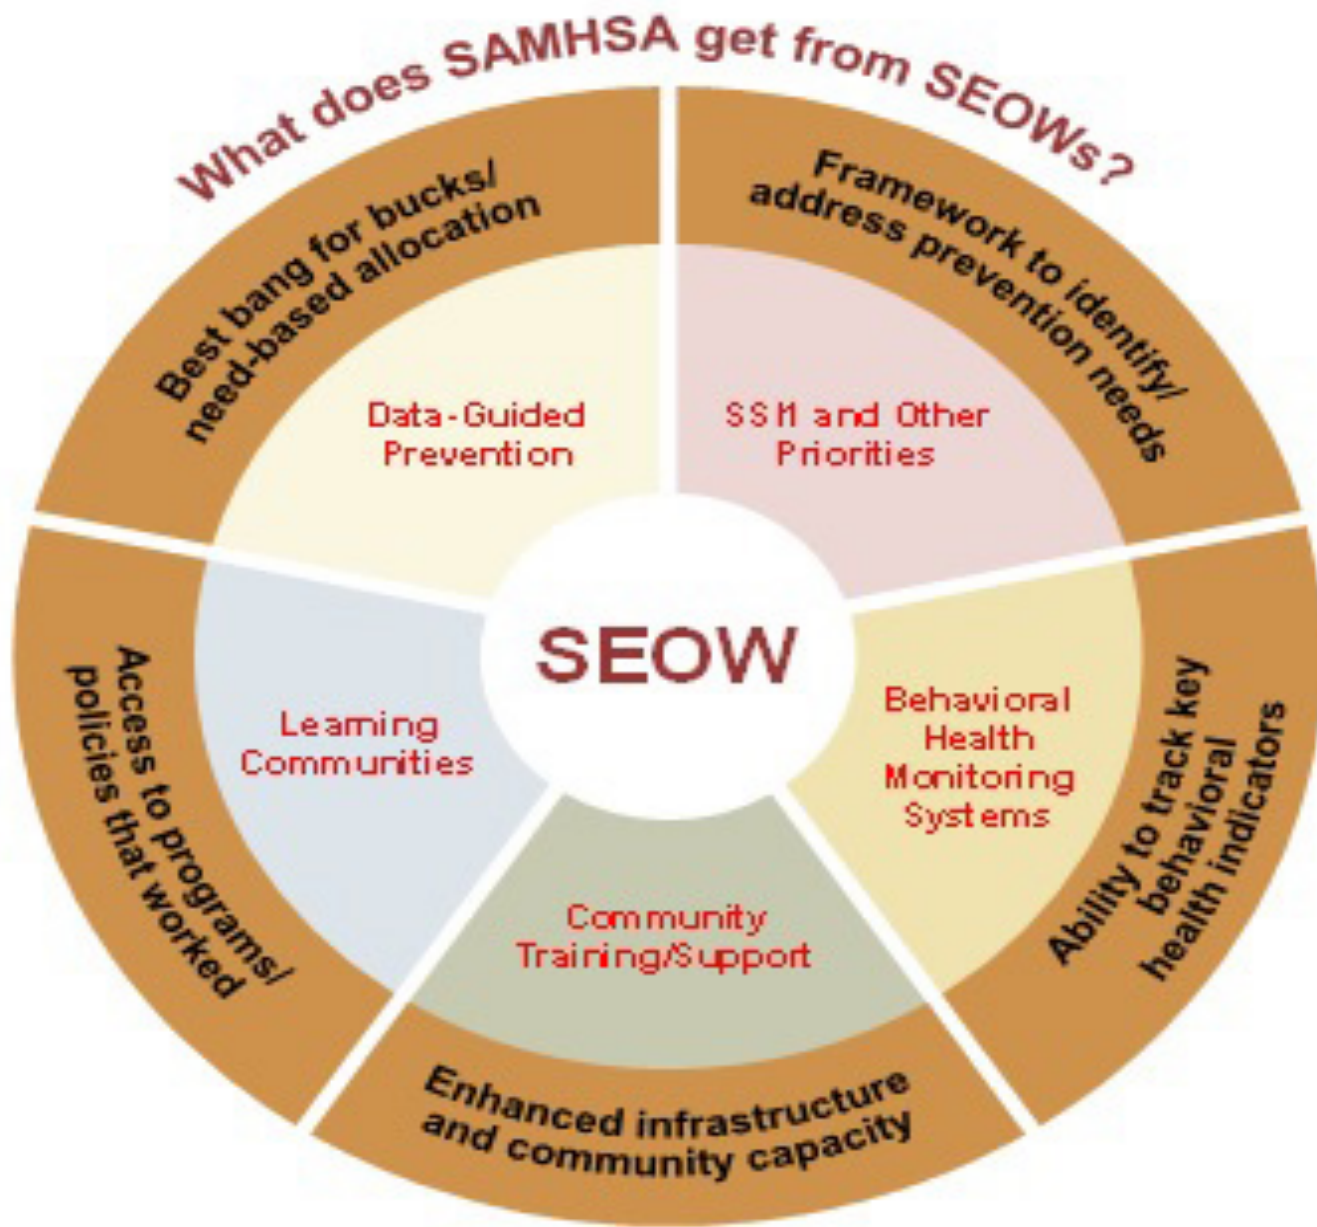 What does SAMHSA get from SEOWs?
Best bang for bucks/
need-based allocation
Framework to identify/
address prevention needs
Data-Guided
Prevention
SSM and Other
Priorities
SEOW
Access to programs/
policies that worked
Learning
Communities
Behavioral
Health
Monitoring
Systems
Ability to track key
behavioral
health indicators
Community
Training/Support
Enhanced infrastructure
and community capacity